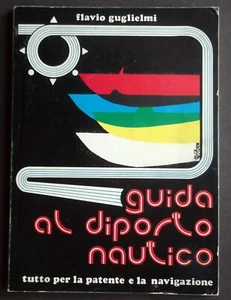 flavio guglielmi
guida
al diporto
nautico
tutto per la patente e la navigazione